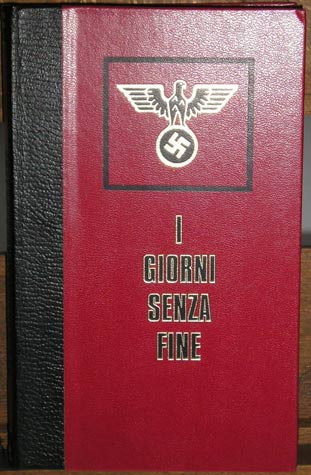 I
GIORNI
SENZA
FINE